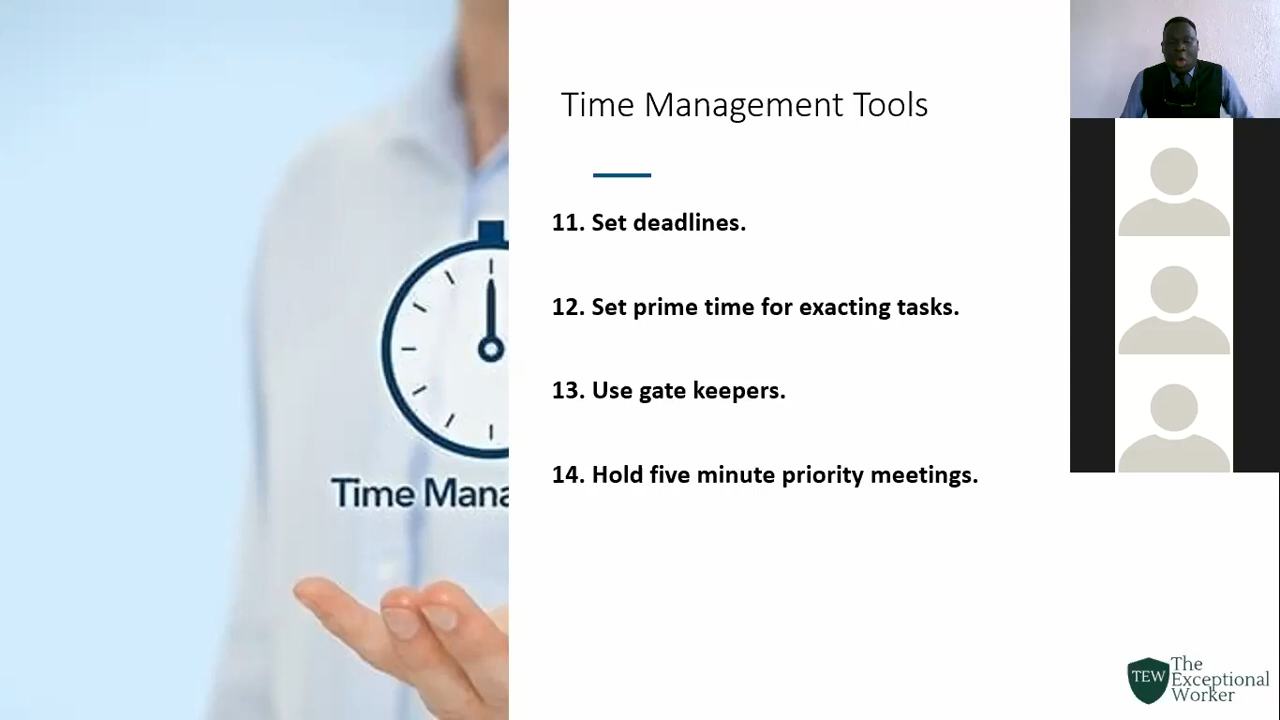 Time Management Tools
11. Set deadlines.
12. Set prime time for exacting tasks.
13. Use gate keepers.
14. Hold five minute priority meetings.
Time Mana
TEW
The
Exceptional
Worker